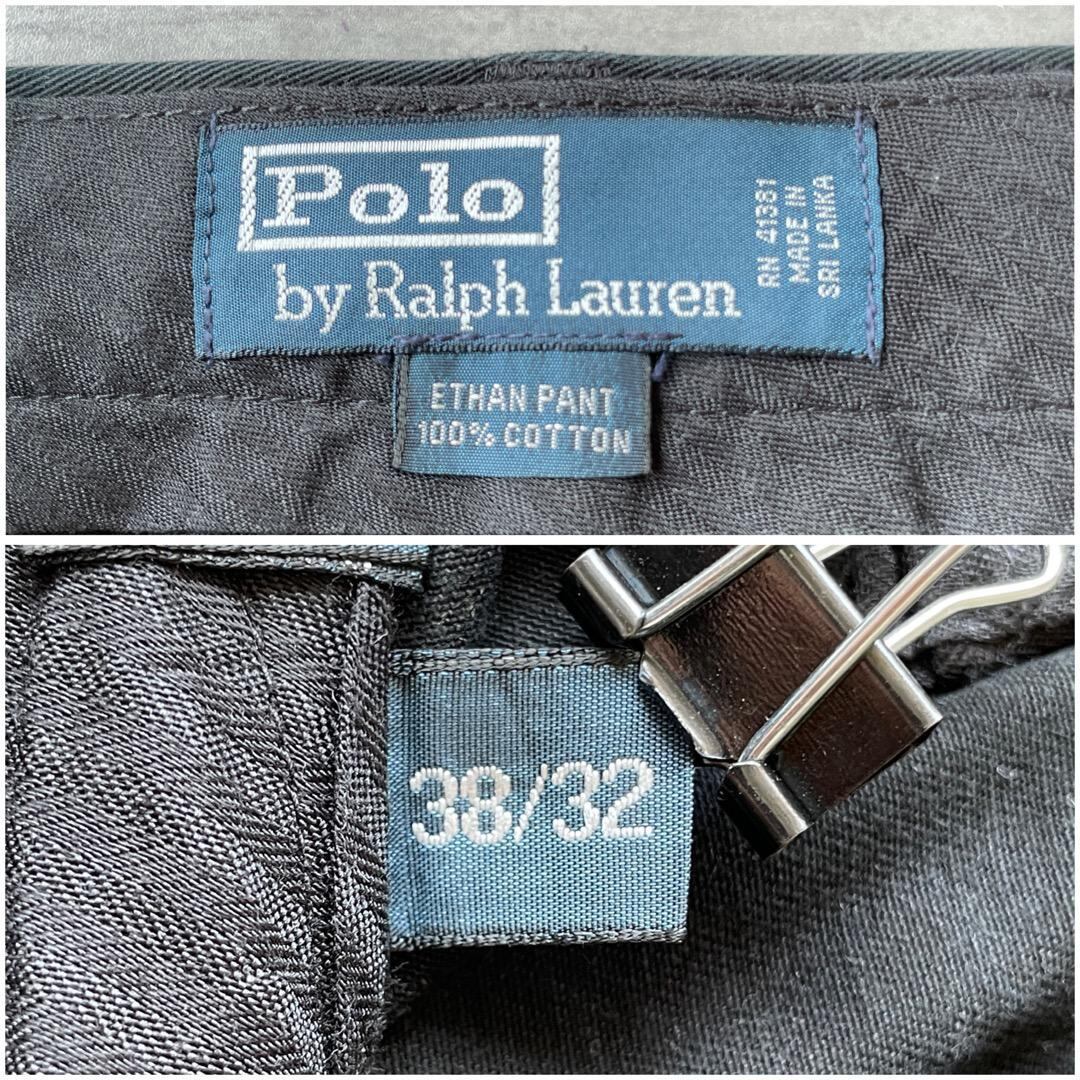 Polo
by Ralph Lauren
RN 41381
MADE IN
SRI LANKA
ETHAN PANT
100% COTTON
38/32